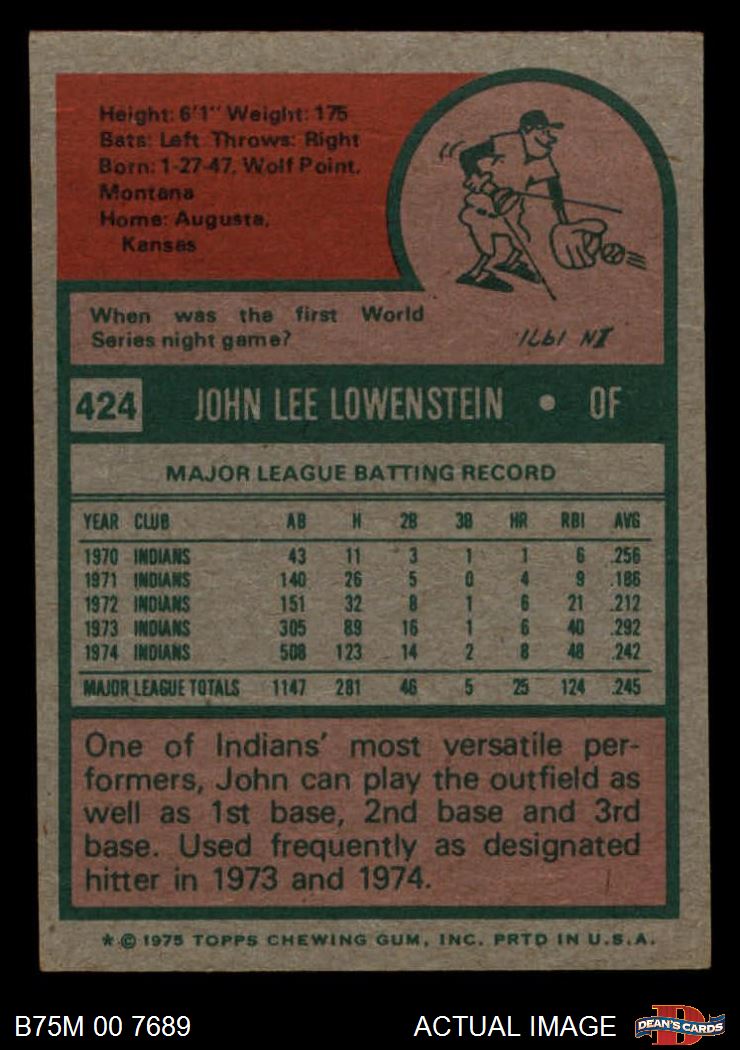 Height: 6'1" Weight: 175
Bats: Left Throws: Right
Born: 1-27-47, Wolf Point,
Montana
Home: Augusta,
Kansas
When was the first World
Series night game?
IN 1971
424 JOHN LEE LOWENSTEIN • OF
MAJOR LEAGUE BATTING RECORD
YEAR CLUB AB H 2B 3B HR RBI AVG
1970 INDIANS 43 11 3 1 1 6 .256
1971 INDIANS 140 26 5 0 4 9 .186
1972 INDIANS 151 32 8 1 6 21 .212
1973 INDIANS 305 89 16 1 6 40 .292
1974 INDIANS 508 123 14 2 8 48 .242
MAJOR LEAGUE TOTALS 1147 281 46 5 25 124 .245
One of Indians' most versatile per-
formers, John can play the outfield as
well as 1st base, 2nd base and 3rd
base. Used frequently as designated
hitter in 1973 and 1974.
* © 1975 TOPPS CHEWING GUM, INC. PRTD IN U.S.A.
B75M 00 7689 ACTUAL IMAGE
D
DEAN'S CARDS